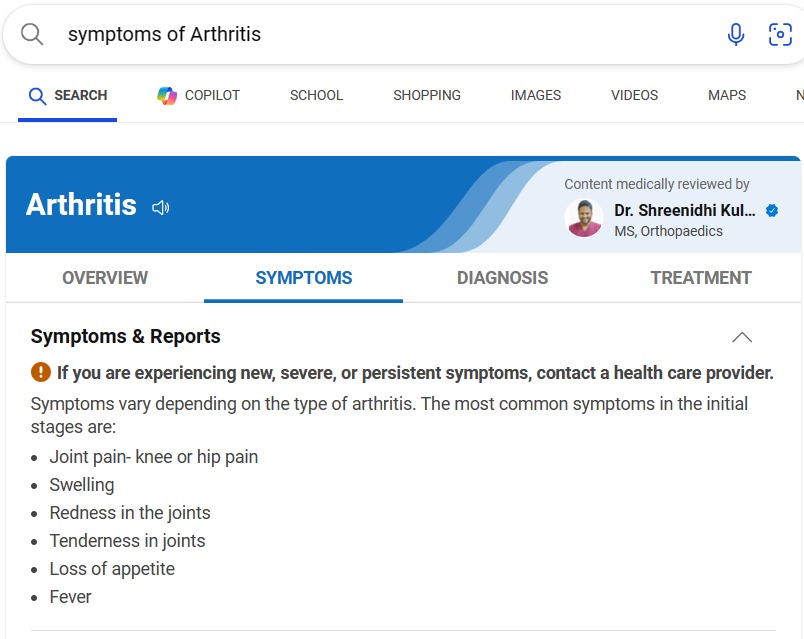 symptoms of Arthritis
SEARCH COPILOT SCHOOL SHOPPING IMAGES VIDEOS MAPS N
Arthritis
Content medically reviewed by
Dr. Shreenidhi Kul...
MS, Orthopaedics
OVERVIEW SYMPTOMS DIAGNOSIS TREATMENT
Symptoms & Reports
If you are experiencing new, severe, or persistent symptoms, contact a health care provider.
Symptoms vary depending on the type of arthritis. The most common symptoms in the initial
stages are:
• Joint pain- knee or hip pain
• Swelling
• Redness in the joints
• Tenderness in joints
• Loss of appetite
• Fever